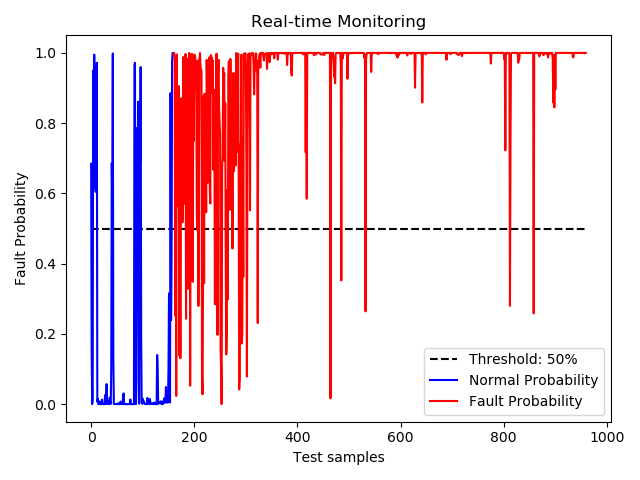 Real-time Monitoring
Fault Probability
1.0
0.8
0.6
0.4
0.2
0.0
0
200
400
600
800
1000
Test samples
Threshold: 50%
Normal Probability
Fault Probability